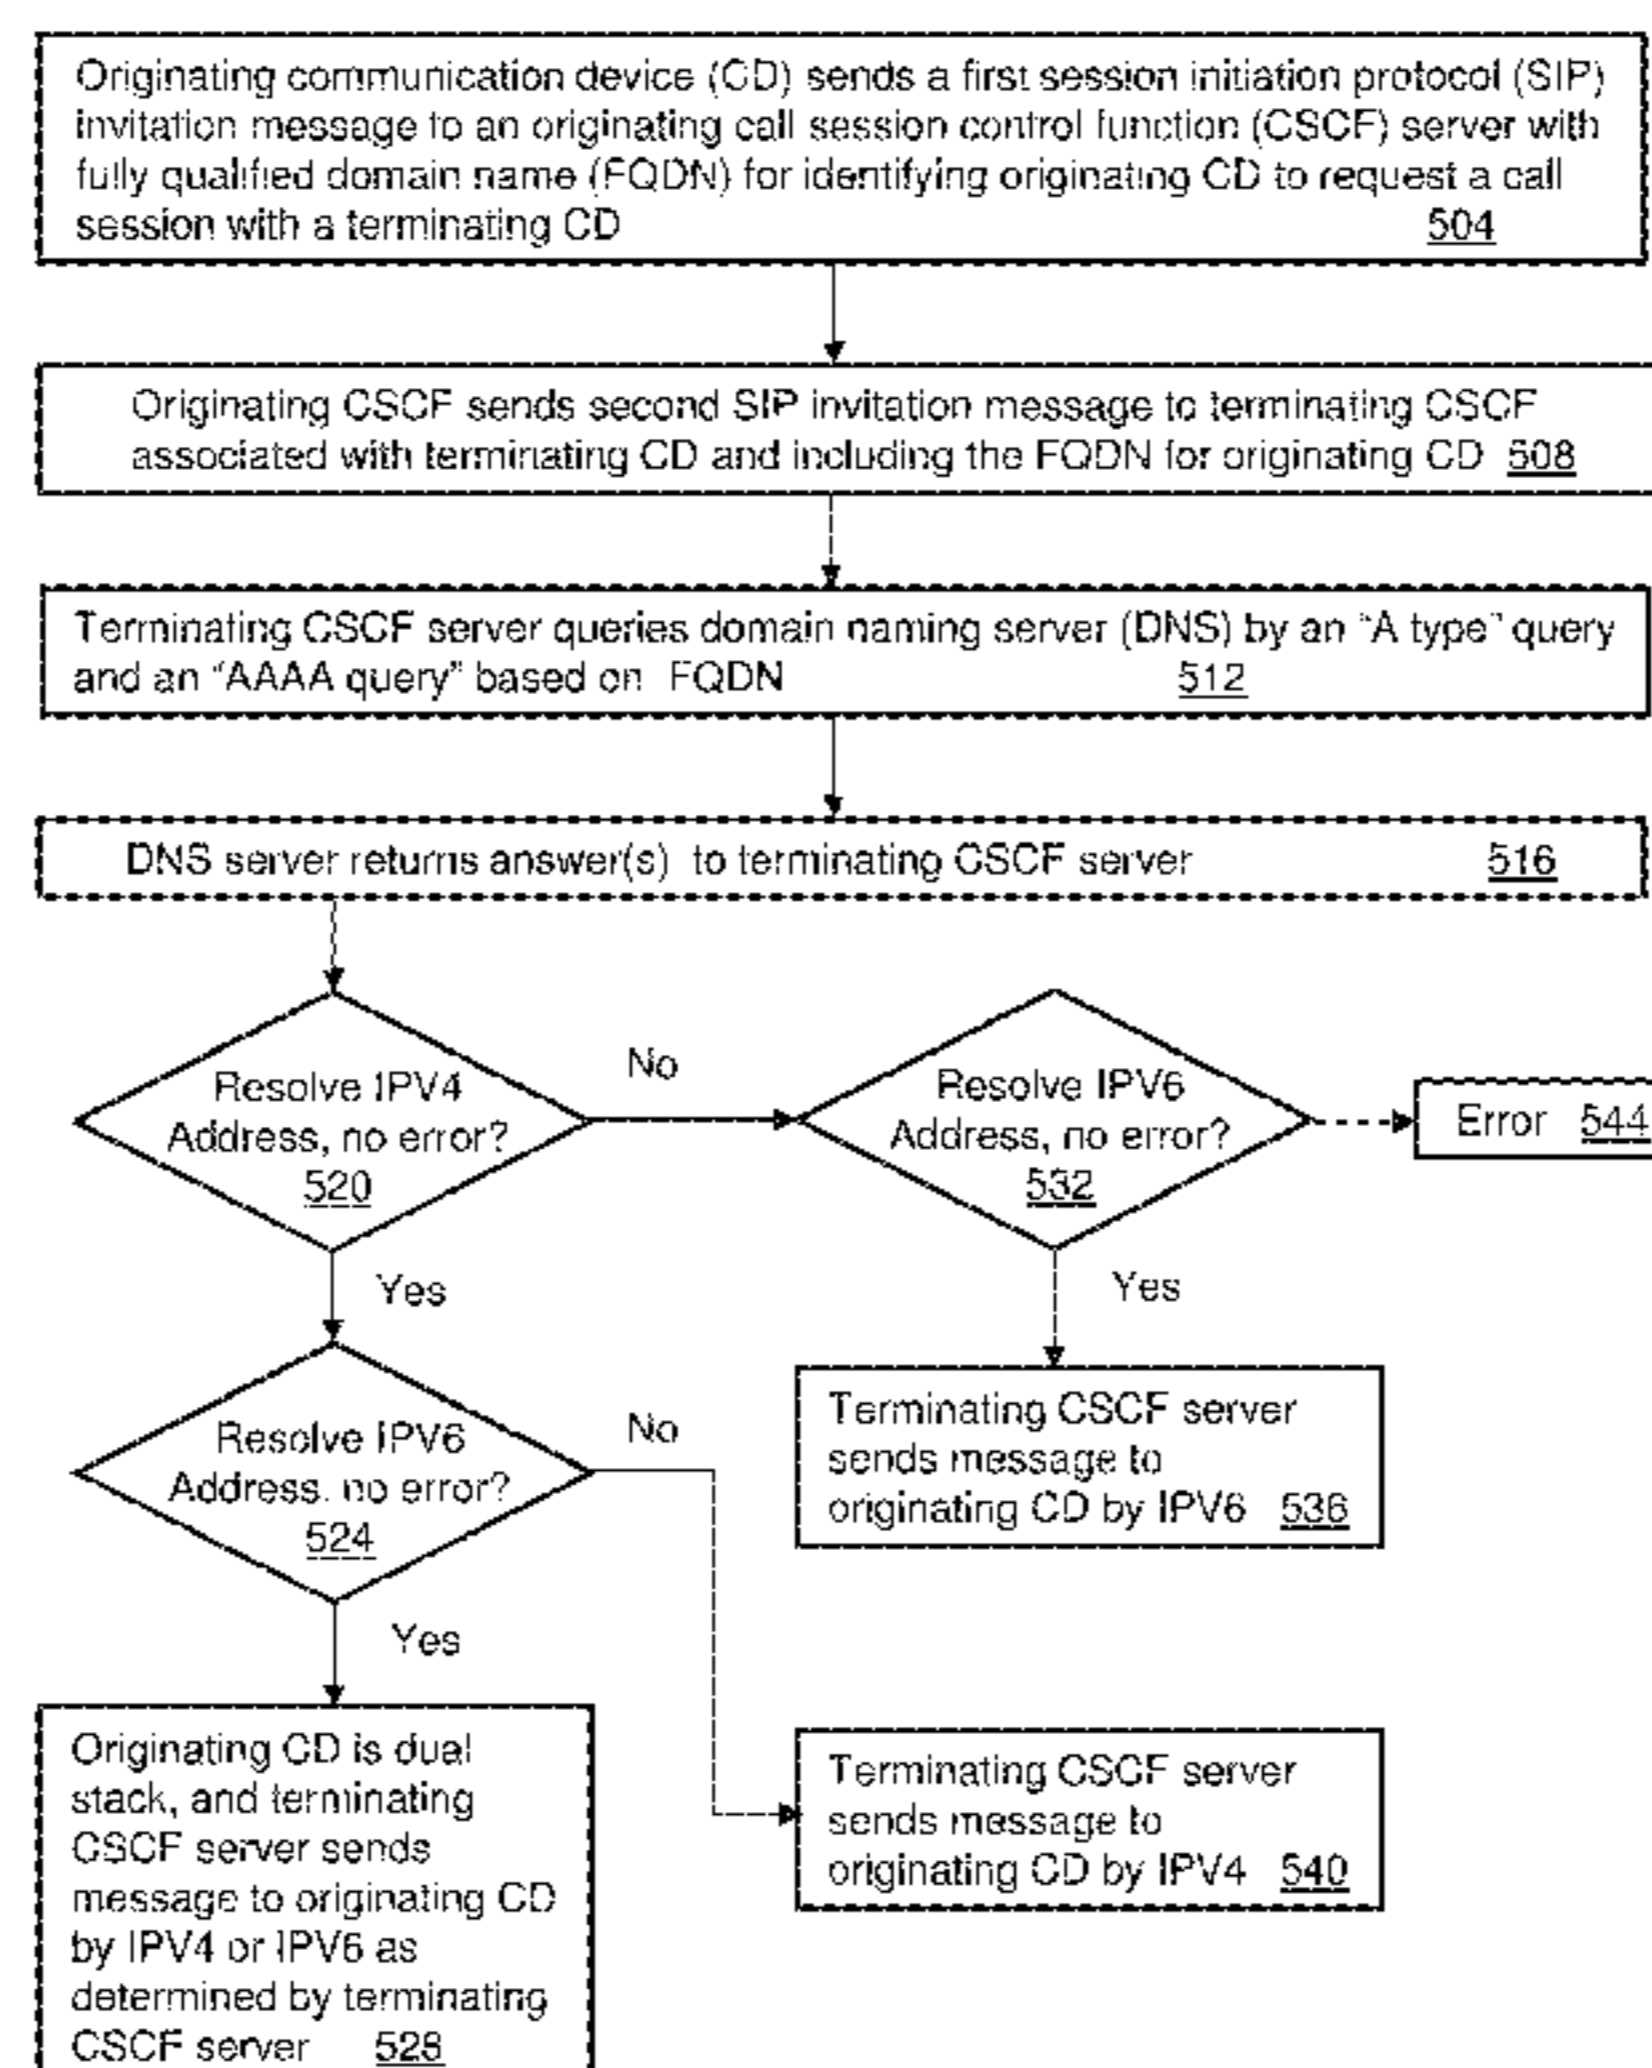 Originating communication device (CD) sends a first session initiation protocol (SIP)
invitation message to an originating call session control function (CSCF) server with
fully qualified domain name (FQDN) for identifying originating CD to request a call
session with a terminating CD 504
Originating CSCF sends second SIP invitation message to terminating CSCF
associated with terminating CD and including the FQDN for originating CD 508
Terminating CSCF server queries domain naming server (DNS) by an "A type" query
and an "AAAA query" based on FQDN 512
DNS server returns answer(s) to terminating CSCF server 516
Resolve IPV4
Address, no error?
520
No
Resolve IPV6
Address, no error?
532
Error 544
Yes
Yes
Resolve IPV6
Address, no error?
524
No
Terminating CSCF server
sends message to
originating CD by IPV6 536
Yes
Originating CD is dual
stack, and terminating
CSCF server sends
message to originating CD
by IPV4 or IPV6 as
determined by terminating
CSCF server 528
Terminating CSCF server
sends message to
originating CD by IPV4 540